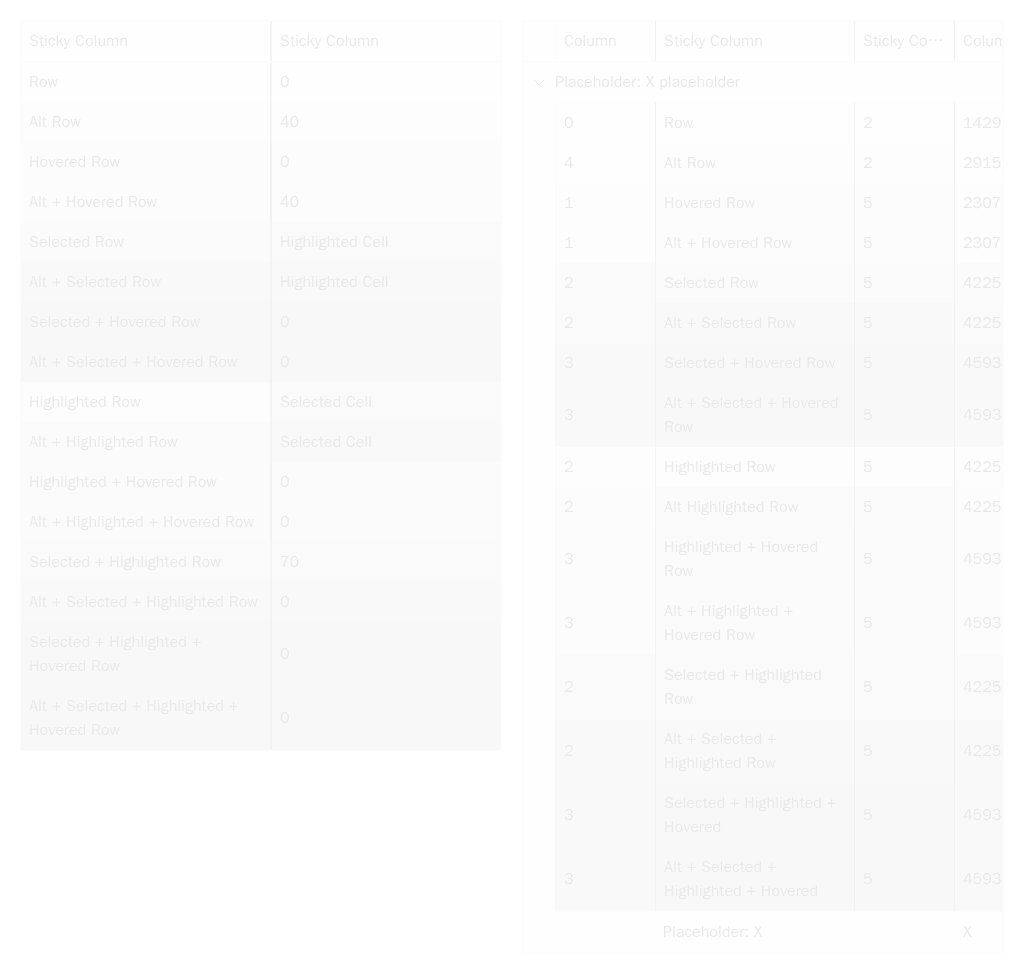 Sticky Column Sticky Column
Row 0
Alt Row 40
Hovered Row 0
Alt + Hovered Row 40
Selected Row Highlighted Cell
Alt + Selected Row Highlighted Cell
Selected + Hovered Row 0
Alt + Selected + Hovered Row 0
Highlighted Row Selected Cell
Alt + Highlighted Row Selected Cell
Highlighted + Hovered Row 0
Alt + Highlighted + Hovered Row 0
Selected + Highlighted Row 70
Alt + Selected + Highlighted Row 0
Selected + Highlighted +
Hovered Row 0
Alt + Selected + Highlighted +
Hovered Row 0
Column Sticky Column Sticky Co··· Colum
Placeholder: X placeholder
0 Row 2 1429
4 Alt Row 2 2915
1 Hovered Row 5 2307
1 Alt + Hovered Row 5 2307
2 Selected Row 5 4225
2 Alt + Selected Row 5 4225
3 Selected + Hovered Row 5 4593
3 Alt + Selected + Hovered 5 4593
Row
2 Highlighted Row 5 4225
2 Alt Highlighted Row 5 4225
3 Highlighted + Hovered 5 4593
Row
3 Alt + Highlighted + 5 4593
Hovered Row
2 Selected + Highlighted 5 4225
Row
2 Alt + Selected + 5 4225
Highlighted Row
3 Selected + Highlighted + 5 4593
Hovered
3 Alt + Selected + 5 4593
Highlighted + Hovered
Placeholder: X X